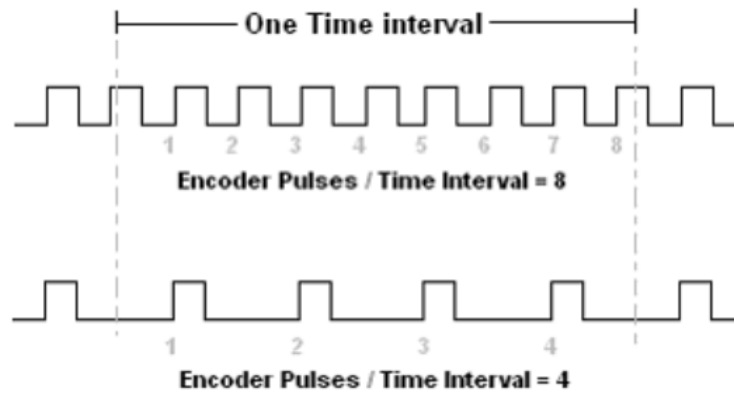 One Time interval
1 2 3 4 5 6 7 8
Encoder Pulses / Time Interval = 8
1 2 3 4
Encoder Pulses / Time Interval = 4